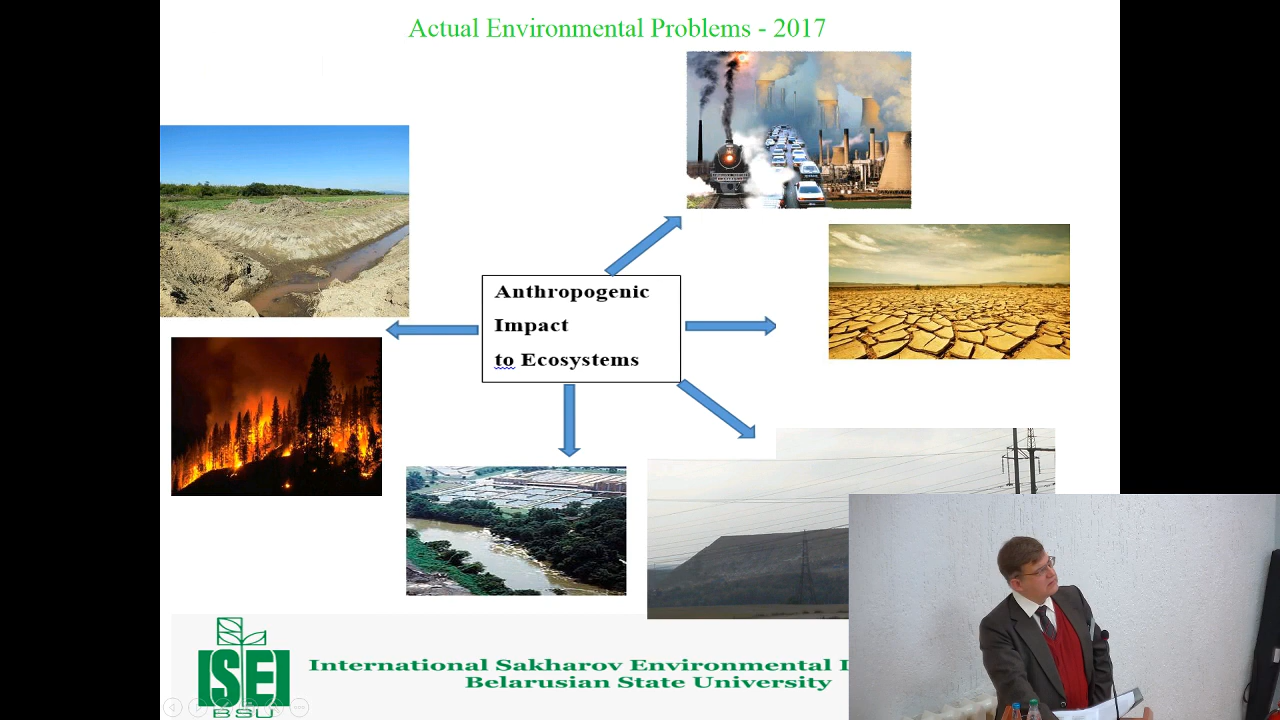 Actual Environmental Problems - 2017
Anthropogenic
Impact
to Ecosystems
International Sakharov Environmental
Belarusian State University
ISEI
BSU